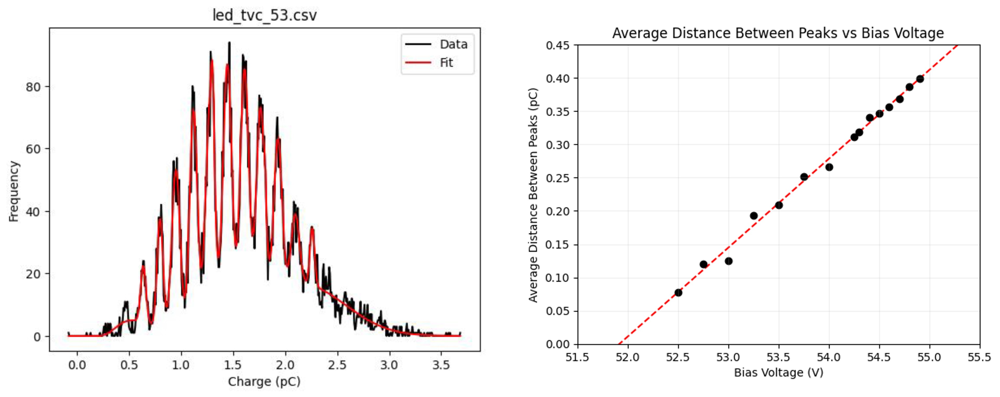 led_tvc_53.csv
Data
Fit
Frequency
80
60
40
20
0
0.0 0.5 1.0 1.5 2.0 2.5 3.0 3.5
Charge (pC)
Average Distance Between Peaks vs Bias Voltage
Average Distance Between Peaks (pC)
0.45
0.40
0.35
0.30
0.25
0.20
0.15
0.10
0.05
0.00
51.5 52.0 52.5 53.0 53.5 54.0 54.5 55.0 55.5
Bias Voltage (V)